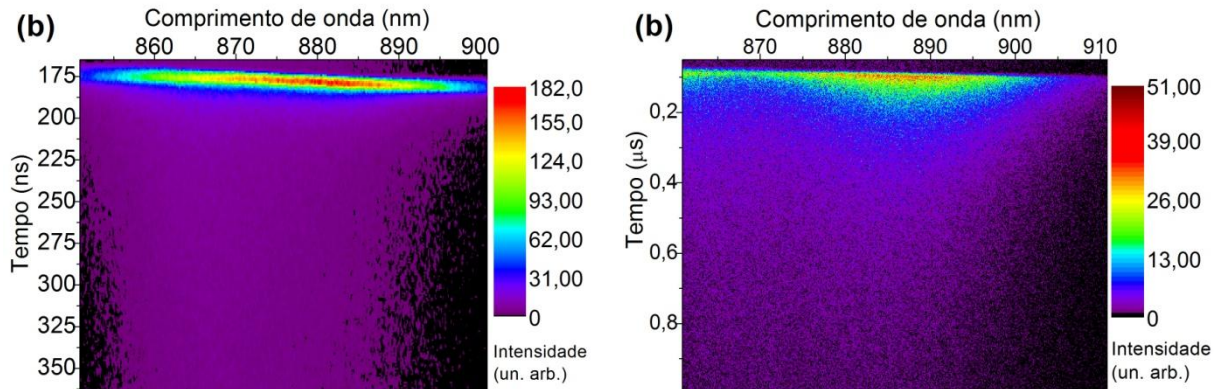 (b)
Comprimento de onda (nm)
860 870 880 890 900
Tempo (ns)
175
200
225
250
275
300
325
350
182,0
155,0
124,0
93,00
62,00
31,00
0
Intensidade
(un. arb.)
(b)
Comprimento de onda (nm)
870 880 890 900 910
Tempo (μs)
0,2
0,4
0,6
0,8
51,00
39,00
26,00
13,00
0
Intensidade
(un. arb.)